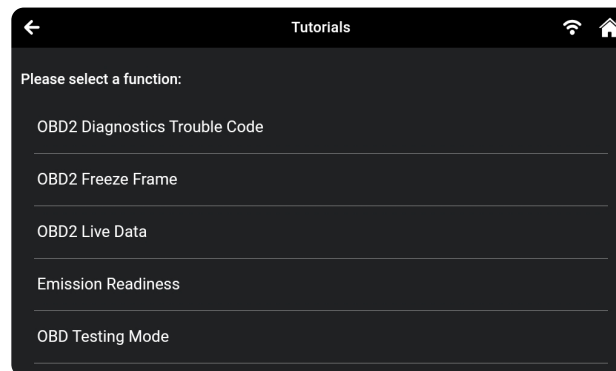 Tutorials
Please select a function:
OBD2 Diagnostics Trouble Code
OBD2 Freeze Frame
OBD2 Live Data
Emission Readiness
OBD Testing Mode